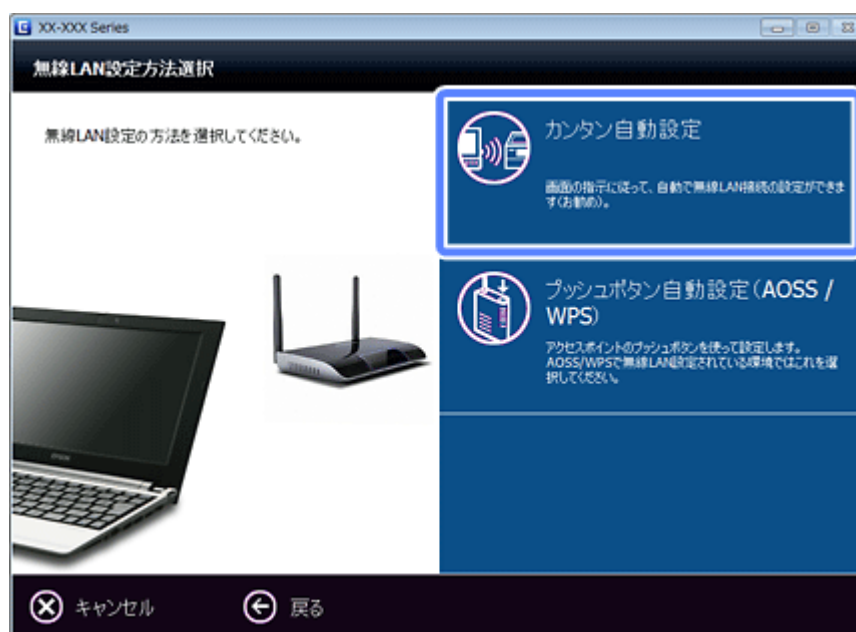 XX-XXX Series
無線LAN設定方法選択
無線LAN設定の方法を選択してください。
カンタン自動設定
画面の指示に従って、自動で無線LAN接続の設定ができま
す(お勧め)。
プッシュボタン自動設定(AOSS /
WPS)
アクセスポイントのプッシュボタンを使って設定します。
AOSS/WPSで無線LAN設定されている環境ではこれを選
択してください。
EPSON
キャンセル
戻る